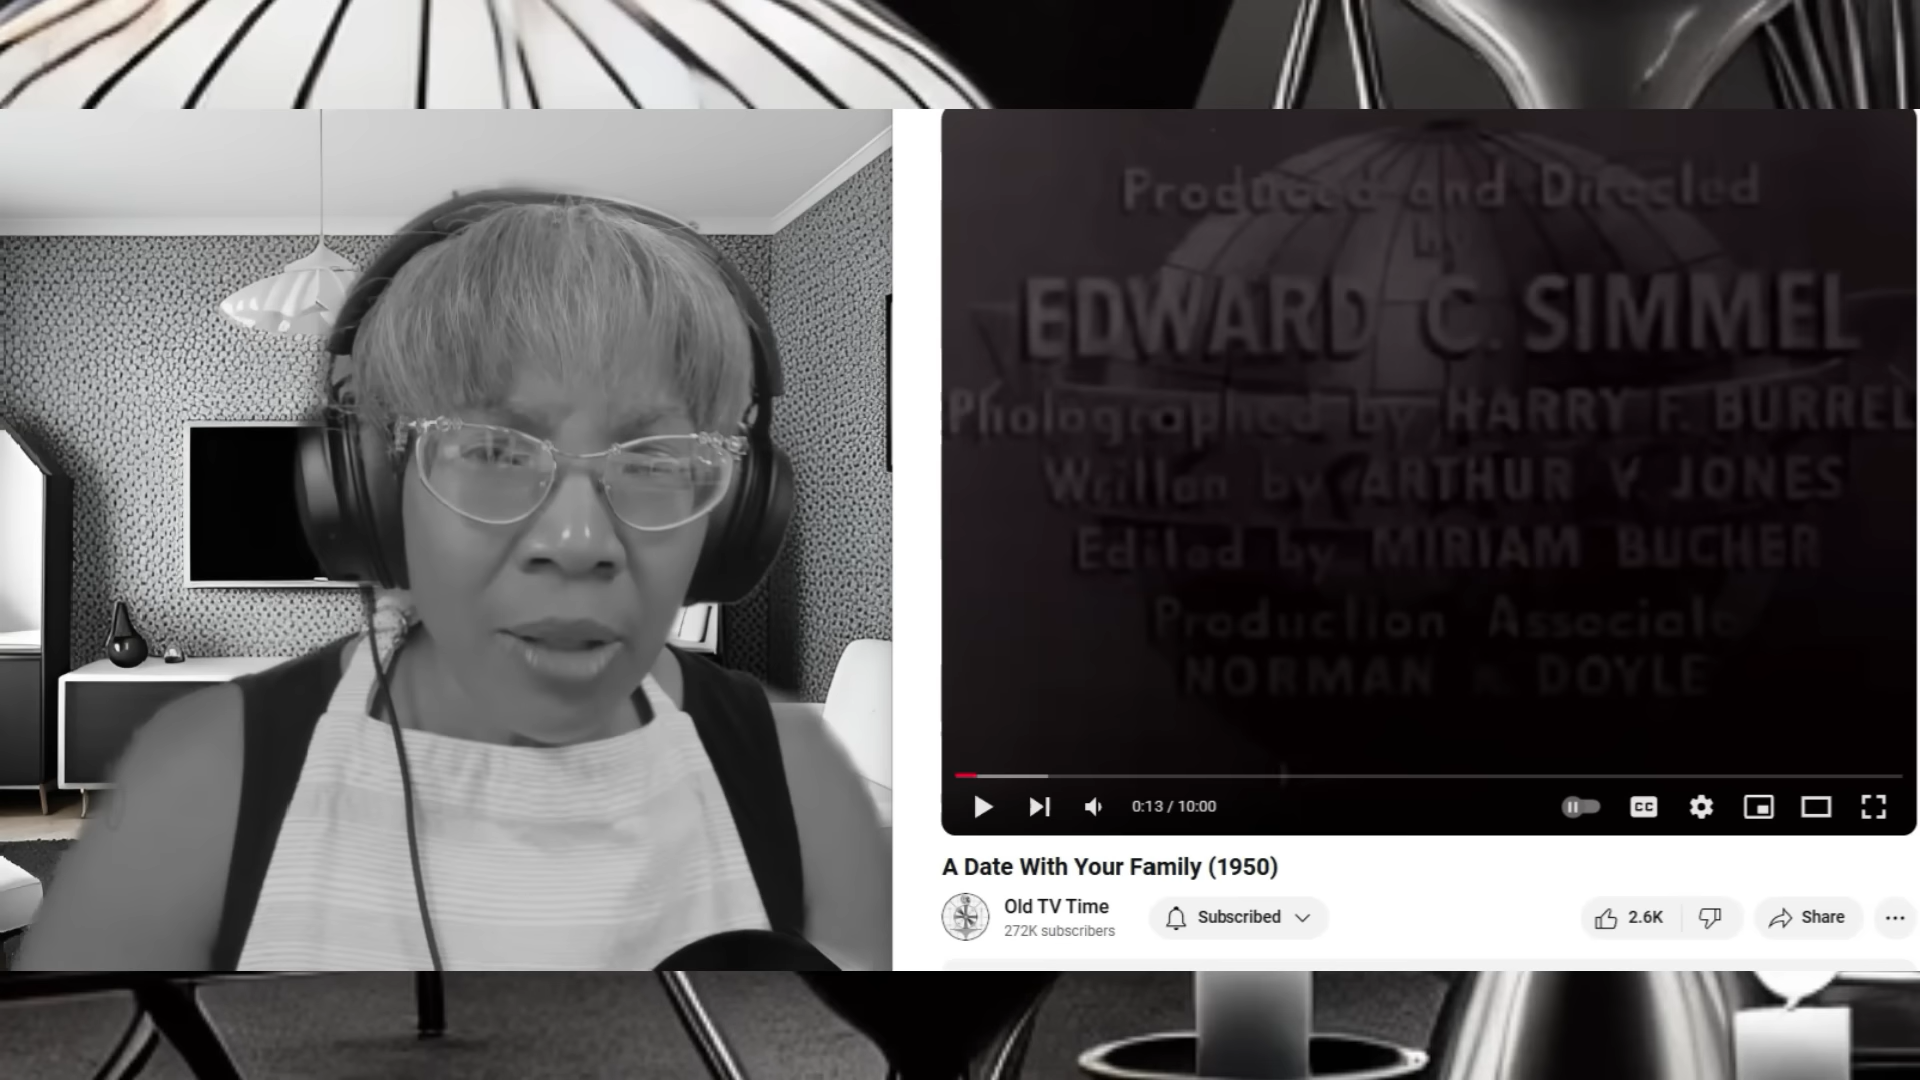 Produced and Directed
by
EDWARD C. SIMMEL
Photographed by HARRY F. BURREL
Written by ARTHUR V. JONES
Edited by MIRIAM BUCHER
Production Associate
NORMAN DOYLE
0:13 / 10:00
CC
A Date With Your Family (1950)
Old TV Time
272K subscribers
Subscribed
2.6K
Share